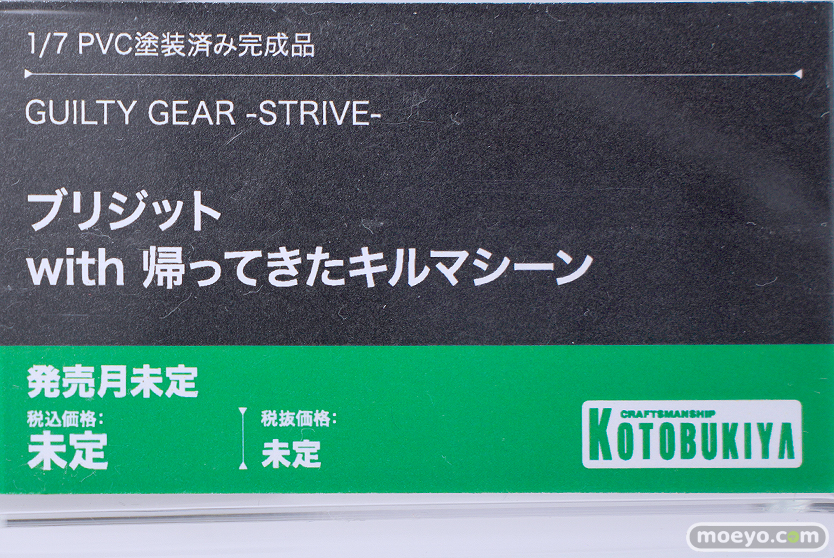 1/7 PVC塗装済み完成品
GUILTY GEAR -STRIVE-
ブリジット
with 帰ってきたキルマシーン
発売月未定
税込価格:
未定
税抜価格:
未定
CRAFTSMANSHIP
KOTOBUKIYA
moeyo.com